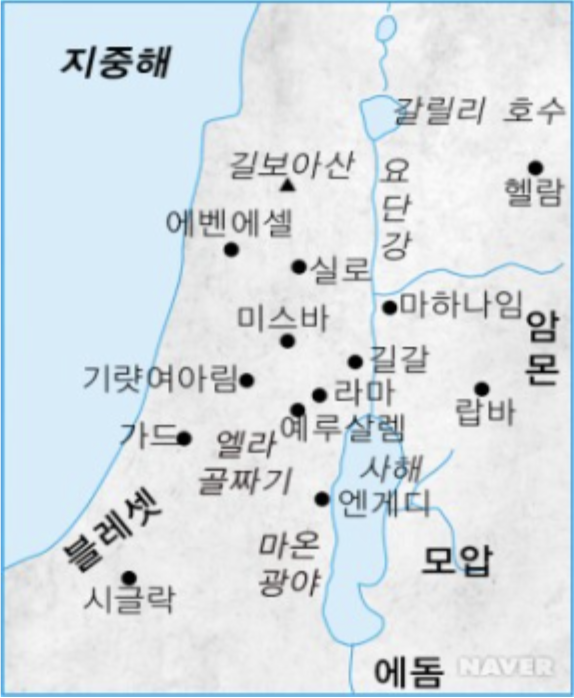 지중해
갈릴리 호수
길보아산
요
단
강
헬람
에벤에셀
실로
마하나임
미스바
암
몬
길갈
기럇여아림
라마
랍바
예루살렘
가드
엘라
골짜기
사해
엔게디
블레셋
마온
광야
모압
시글락
에돔
NAVER